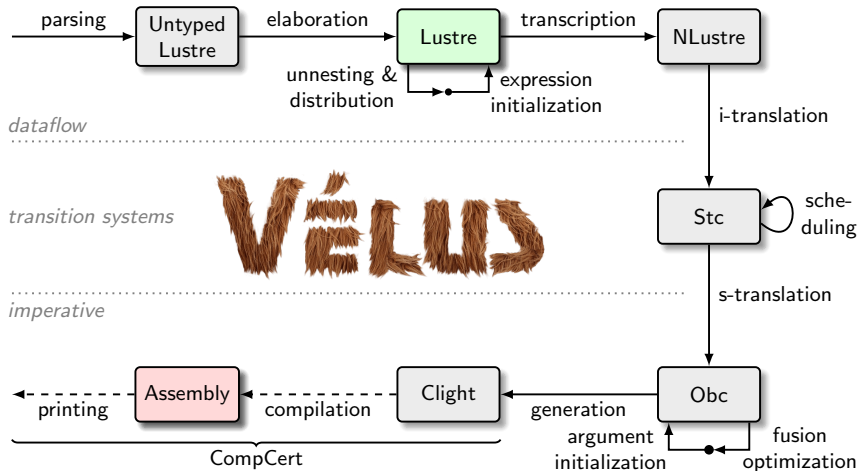 parsing
Untyped
Lustre
elaboration
Lustre
transcription
NLustre
unnesting &
distribution
expression
initialization
dataflow
i-translation
transition systems
VÉLUS
Stc
sche-
duling
s-translation
imperative
printing
Assembly
compilation
Clight
generation
Obc
argument
initialization
fusion
optimization
CompCert